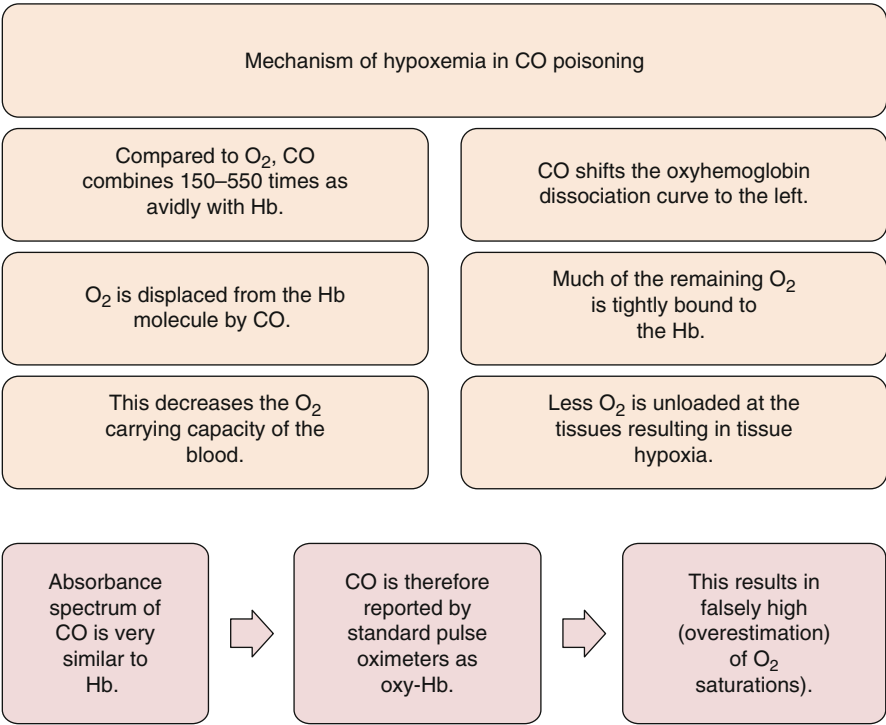 Mechanism of hypoxemia in CO poisoning
Compared to O₂, CO
combines 150–550 times as
avidly with Hb.
CO shifts the oxyhemoglobin
dissociation curve to the left.
O₂ is displaced from the Hb
molecule by CO.
Much of the remaining O₂
is tightly bound to
the Hb.
This decreases the O₂
carrying capacity of the
blood.
Less O₂ is unloaded at the
tissues resulting in tissue
hypoxia.
Absorbance
spectrum of
CO is very
similar to
Hb.
CO is therefore
reported by
standard pulse
oximeters as
oxy-Hb.
This results in
falsely high
(overestimation)
of O₂
saturations).